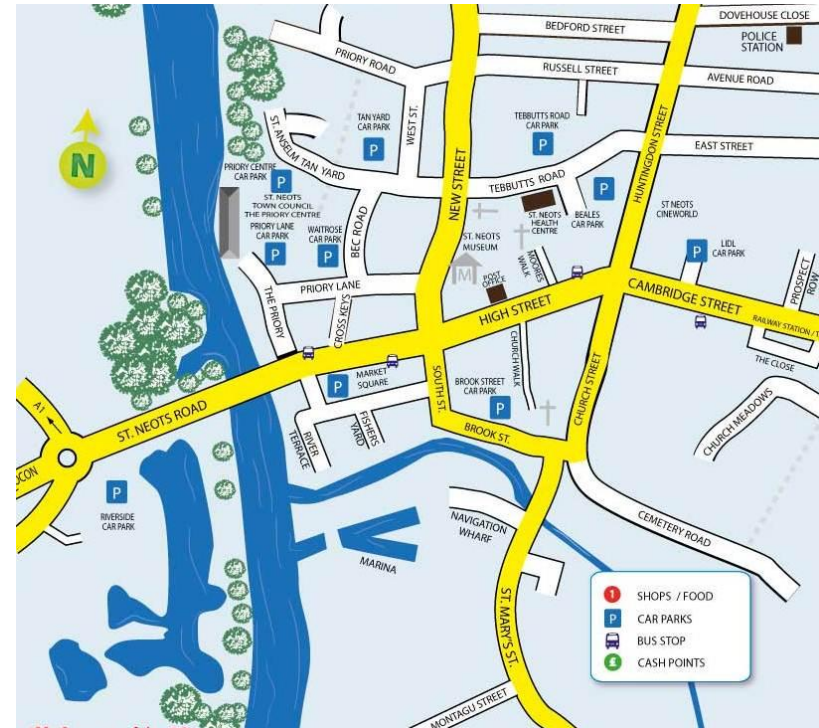 DOVEHOUSE CLOSE
BEDFORD STREET
POLICE
STATION
PRIORY ROAD
RUSSELL STREET
AVENUE ROAD
N
TAN YARD
CAR PARK
P
WEST ST.
NEW STREET
TEBBUTTS ROAD
CAR PARK
P
HUNTINGDON STREET
EAST STREET
ST. ANSELM TAN YARD
PRIORY CENTRE
CAR PARK
P
TEBBUTTS ROAD
P
BEALES
CAR PARK
ST. NEOTS
TOWN COUNCIL
THE PRIORY CENTRE
PRIORY LANE
CAR PARK
P
WAITROSE
CAR PARK
P
BEC ROAD
ST. NEOTS
HEALTH
CENTRE
ST. NEOTS
MUSEUM
M
ST NEOTS
CINEWORLD
P
LIDL
CAR PARK
PROSPECT
ROW
POST
OFFICE
MOORES
WALK
PRIORY LANE
THE PRIORY
CROSS KEYS
HIGH STREET
CAMBRIDGE STREET
RAILWAY STATION / T
THE CLOSE
MARKET
SQUARE
P
CHURCH WALK
CHURCH STREET
SOUTH ST.
BROOK STREET
CAR PARK
P
BROOK ST.
CHURCH MEADOWS
A1
ST. NEOTS ROAD
RIVER
TERRACE
FISHERS
YARD
OCON
P
RIVERSIDE
CAR PARK
MARINA
NAVIGATION
WHARF
CEMETERY ROAD
ST. MARY'S ST.
MONTAGU STREET
1 SHOPS / FOOD
P CAR PARKS
BUS STOP
£ CASH POINTS